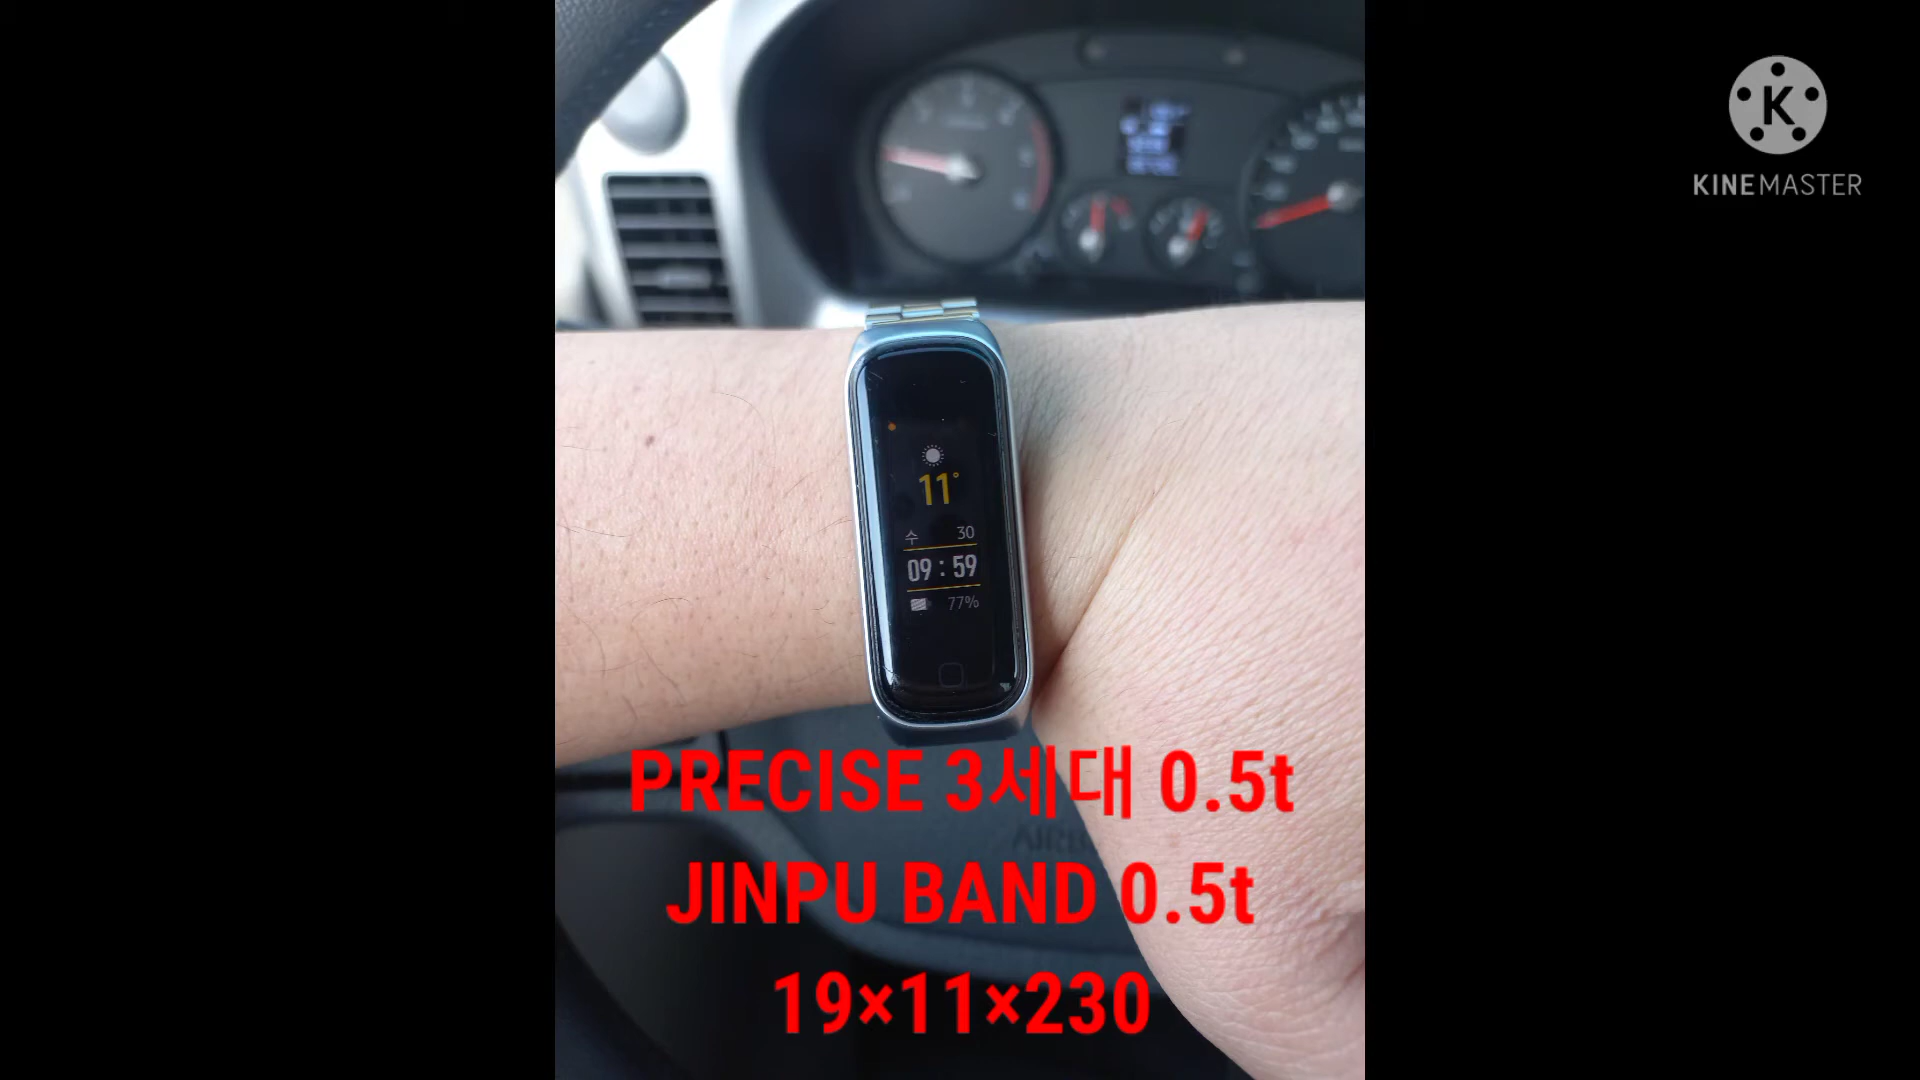 KINEMASTER
11°
수 30
09:59
77%
PRECISE 3세대 0.5t
JINPU BAND 0.5t
19×11×230